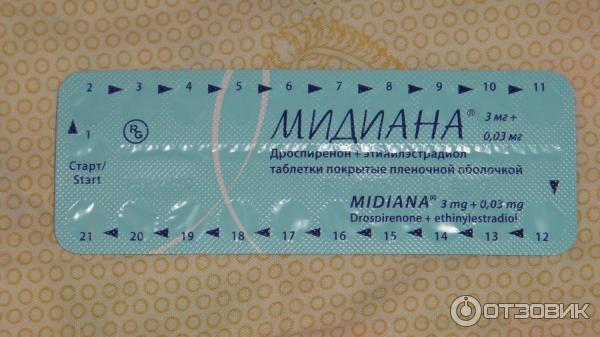 2 3 4 5 6 7 8 9 10 11
1
Старт/
Start
RG
МИДИАНА® 3 мг +
0,03 мг
Дроспиренон + этинилэстрадиол
таблетки покрытые пленочной оболочкой
MIDIANA® 3 mg + 0,03 mg
Drospirenone + ethinylestradiol
21 20 19 18 17 16 15 14 13 12
ОТЗОВИК